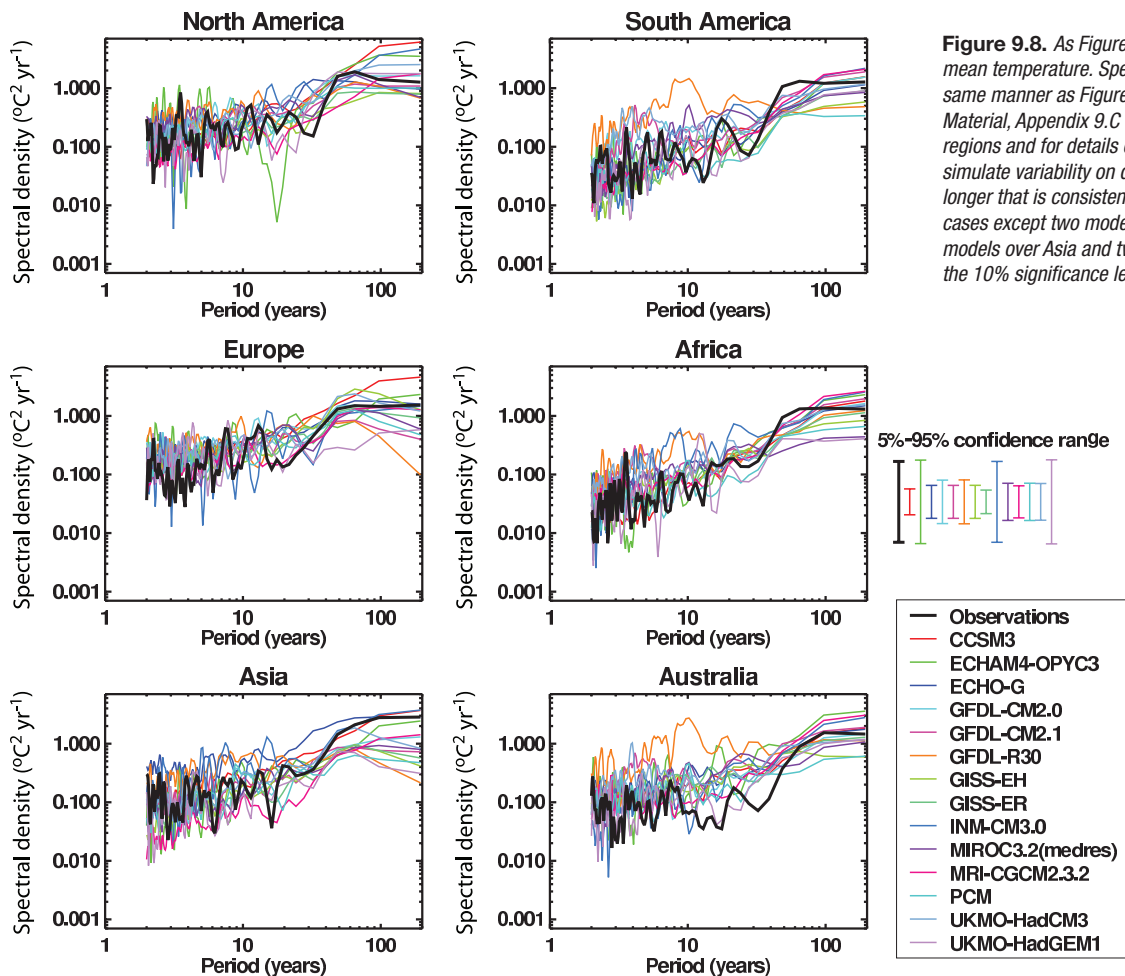 North America
Spectral density (ºC² yr⁻¹)
1.000
0.100
0.010
0.001
1
10
100
Period (years)
South America
Spectral density (ºC² yr⁻¹)
1.000
0.100
0.010
0.001
1
10
100
Period (years)
Figure 9.8. As Figure
mean temperature. Spe
same manner as Figure
Material, Appendix 9.C
regions and for details
simulate variability on
longer that is consisten
cases except two mode
models over Asia and tw
the 10% significance le
Europe
Spectral density (ºC² yr⁻¹)
1.000
0.100
0.010
0.001
1
10
100
Period (years)
Africa
Spectral density (ºC² yr⁻¹)
1.000
0.100
0.010
0.001
1
10
100
Period (years)
5%-95% confidence range
Asia
Spectral density (ºC² yr⁻¹)
1.000
0.100
0.010
0.001
1
10
100
Period (years)
Australia
Spectral density (ºC² yr⁻¹)
1.000
0.100
0.010
0.001
1
10
100
Period (years)
Observations
CCSM3
ECHAM4-OPYC3
ECHO-G
GFDL-CM2.0
GFDL-CM2.1
GFDL-R30
GISS-EH
GISS-ER
INM-CM3.0
MIROC3.2(medres)
MRI-CGCM2.3.2
PCM
UKMO-HadCM3
UKMO-HadGEM1